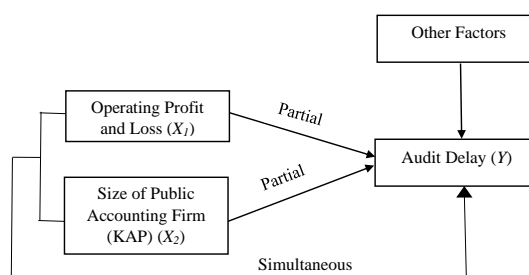 Other Factors
Operating Profit
and Loss (X1)
Partial
Audit Delay (Y)
Partial
Size of Public
Accounting Firm
(KAP) (X2)
Simultaneous